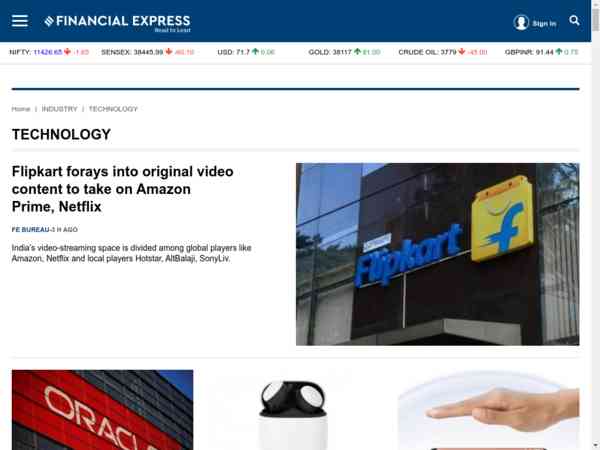 FINANCIAL EXPRESS
Read to Lead
Sign In
NIFTY: 11426.65 -1.65 SENSEX: 38445.99 -60.10 USD: 71.7 0.06 GOLD: 38117 81.00 CRUDE OIL: 3779 -45.00 GBPINR: 91.44 0.75
Home | INDUSTRY | TECHNOLOGY
TECHNOLOGY
Flipkart forays into original video
content to take on Amazon
Prime, Netflix
FE BUREAU-3 H AGO
India's video-streaming space is divided among global players like
Amazon, Netflix and local players Hotstar, AltBalaji, SonyLiv.
Flipkart
f
ORACLE